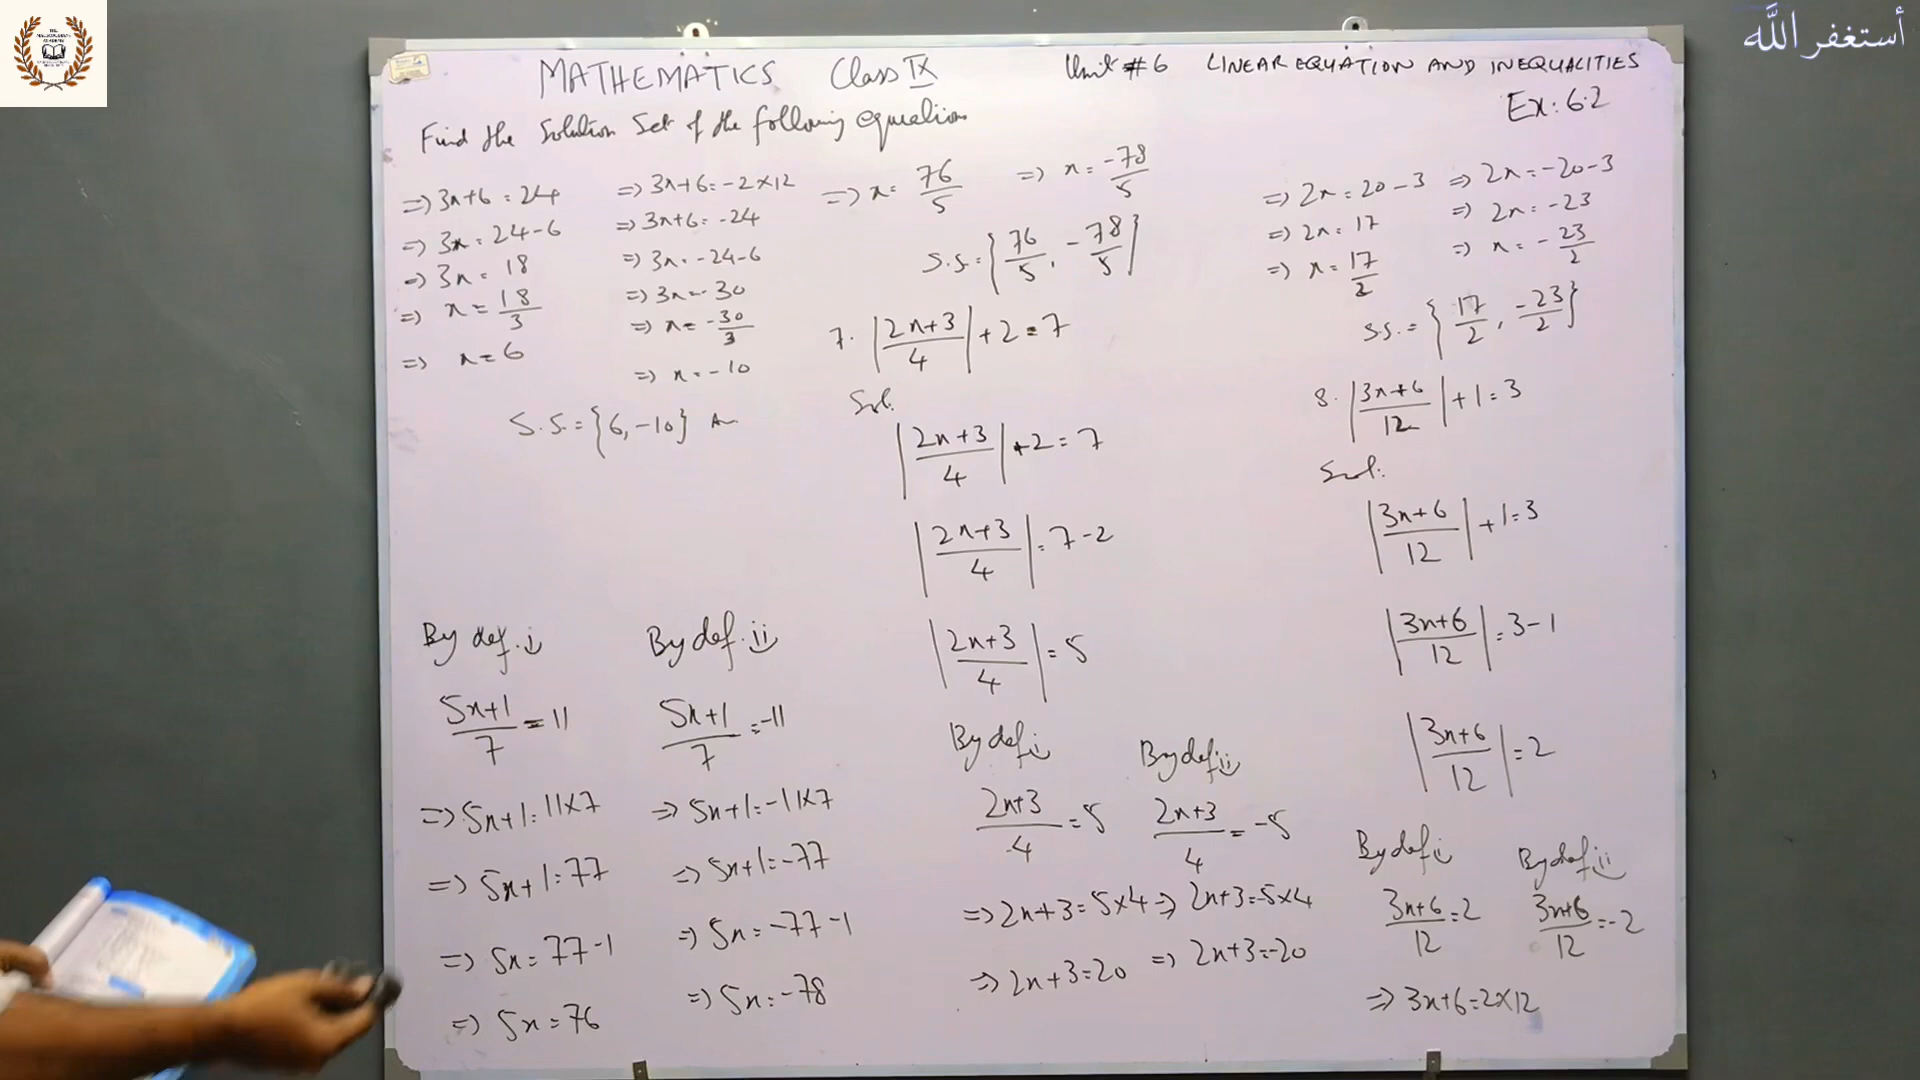 أستغفر الله
MATHEMATICS Class IX Unit # 6 LINEAR EQUATION AND INEQUALITIES
Ex: 6.2
Find the Solution Set of the following equations
=> 3x+6 = 24
=> 3x = 24-6
=> 3x = 18
=> x = 18/3
=> x = 6
=> 3x+6 = -2×12
=> 3x+6 = -24
=> 3x = -24-6
=> 3x = -30
=> x = -30/3
=> x = -10
S.S. = {6, -10} Ans
By def. i
5x+1/7 = 11
=> 5x+1 = 11×7
=> 5x+1 = 77
=> 5x = 77-1
=> 5x = 76
By def. ii
5x+1/7 = -11
=> 5x+1 = -11×7
=> 5x+1 = -77
=> 5x = -77-1
=> 5x = -78
=> x = 76/5 => x = -78/5
S.S. = {76/5, -78/5}
7. |2x+3/4| + 2 = 7
Sol.
|2x+3/4| + 2 = 7
|2x+3/4| = 7-2
|2x+3/4| = 5
By def i
2x+3/4 = 5
=> 2x+3 = 5×4
=> 2x+3 = 20
By def ii
2x+3/4 = -5
=> 2x+3 = -5×4
=> 2x+3 = -20
=> 2x = 20-3
=> 2x = 17
=> x = 17/2
=> 2x = -20-3
=> 2x = -23
=> x = -23/2
S.S. = {17/2, -23/2}
8. |3x+6/12| + 1 = 3
Sol:
|3x+6/12| + 1 = 3
|3x+6/12| = 3-1
|3x+6/12| = 2
By def i
3x+6/12 = 2
=> 3x+6 = 2×12
By def ii
3x+6/12 = -2